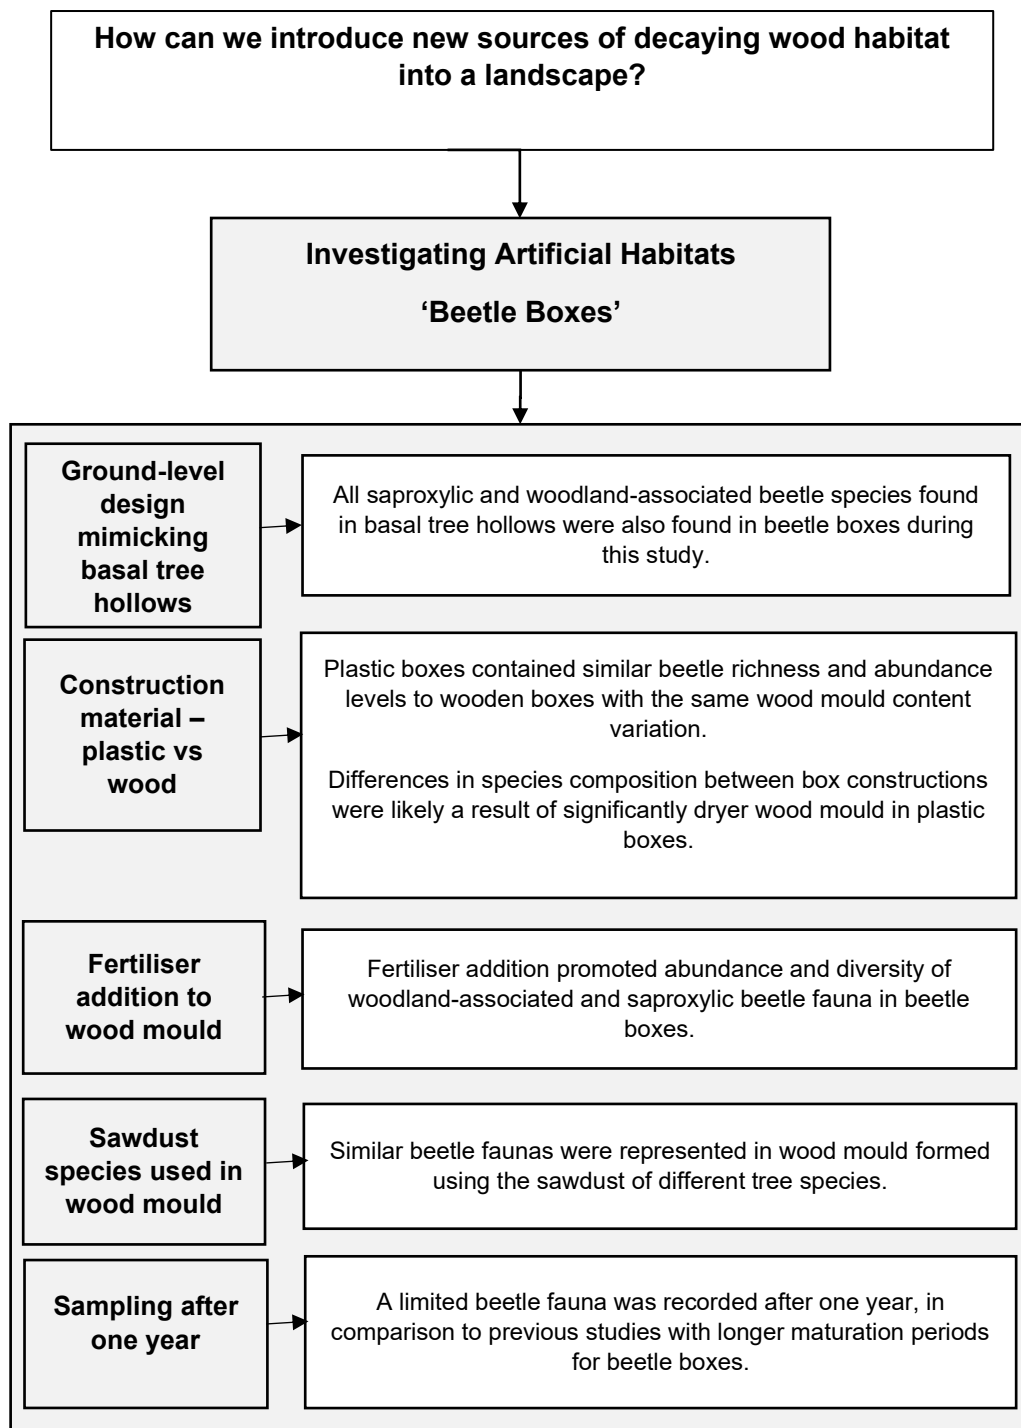 How can we introduce new sources of decaying wood habitat
into a landscape?
Investigating Artificial Habitats
‘Beetle Boxes’
Ground-level
design
mimicking
basal tree
hollows
All saproxylic and woodland-associated beetle species found
in basal tree hollows were also found in beetle boxes during
this study.
Construction
material –
plastic vs
wood
Plastic boxes contained similar beetle richness and abundance
levels to wooden boxes with the same wood mould content
variation.
Differences in species composition between box constructions
were likely a result of significantly dryer wood mould in plastic
boxes.
Fertiliser
addition to
wood mould
Fertiliser addition promoted abundance and diversity of
woodland-associated and saproxylic beetle fauna in beetle
boxes.
Sawdust
species used in
wood mould
Similar beetle faunas were represented in wood mould formed
using the sawdust of different tree species.
Sampling after
one year
A limited beetle fauna was recorded after one year, in
comparison to previous studies with longer maturation periods
for beetle boxes.